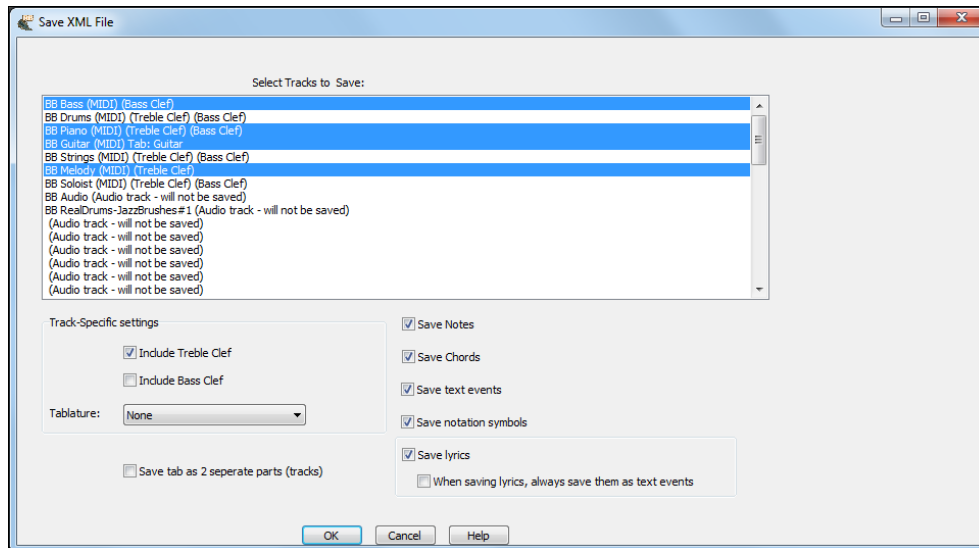 Save XML File
Select Tracks to  Save:
BB Bass (MIDI) (Bass Clef)
BB Drums (MIDI) (Treble Clef) (Bass Clef)
BB Piano (MIDI) (Treble Clef) (Bass Clef)
BB Guitar (MIDI) Tab: Guitar
BB Strings (MIDI) (Treble Clef) (Bass Clef)
BB Melody (MIDI) (Treble Clef)
BB Soloist (MIDI) (Treble Clef) (Bass Clef)
BB Audio (Audio track - will not be saved)
BB RealDrums-JazzBrushes#1 (Audio track - will not be saved)
(Audio track - will not be saved)
(Audio track - will not be saved)
(Audio track - will not be saved)
(Audio track - will not be saved)
(Audio track - will not be saved)
(Audio track - will not be saved)
Track-Specific settings
Include Treble Clef
Include Bass Clef
Tablature: None
Save tab as 2 seperate parts (tracks)
Save Notes
Save Chords
Save text events
Save notation symbols
Save lyrics
When saving lyrics, always save them as text events
OK Cancel Help